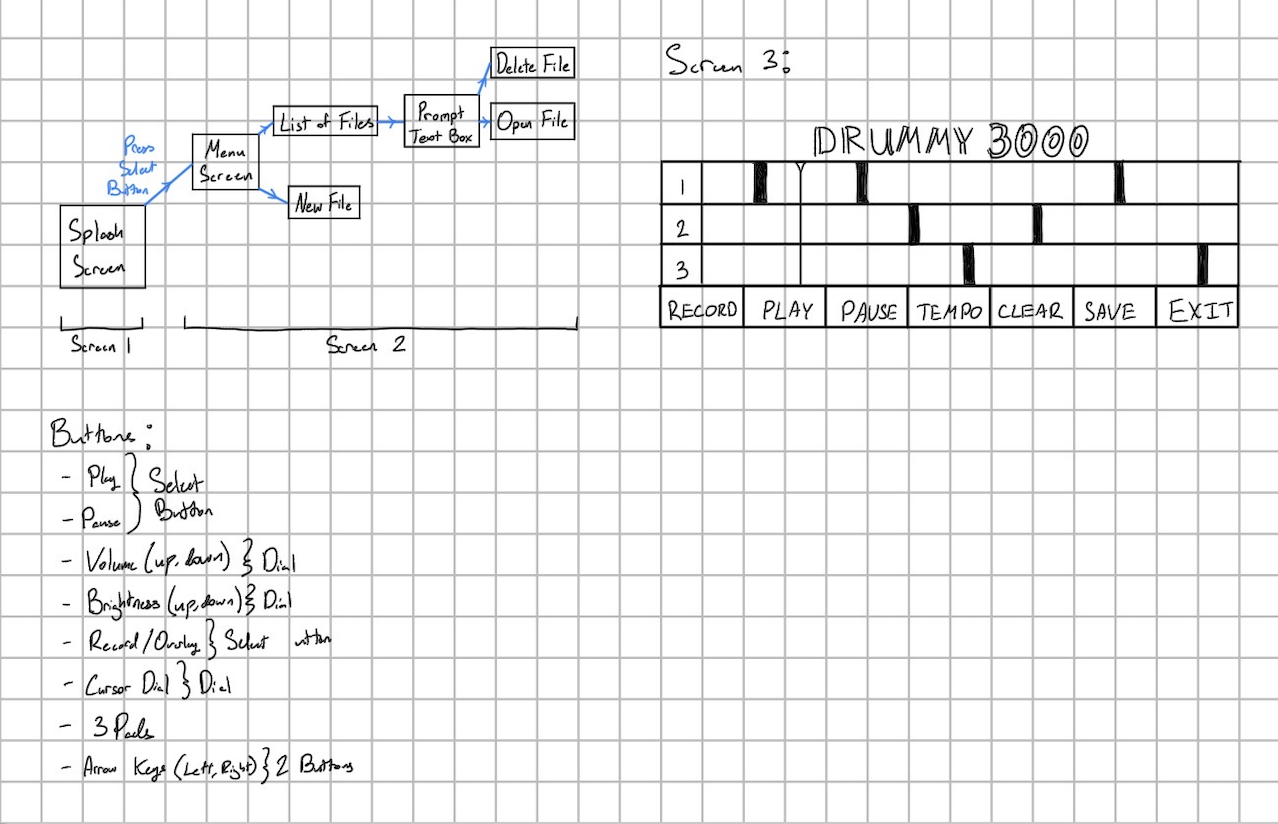 Screen 3:
Delete File
List of Files
Prompt
Text Box
Open File
Press
Select
Button
Menu
Screen
New File
Splash
Screen
Screen 1
Screen 2
DRUMMY 3000
1
2
3
RECORD PLAY PAUSE TEMPO CLEAR SAVE EXIT
Buttons:
- Play } Select
- Pause } Button
- Volume (up, down) } Dial
- Brightness (up, down) } Dial
- Record/Overlay } Select utton
- Cursor Dial } Dial
- 3 Pads
- Arrow Keys (Left, Right) } 2 Buttons